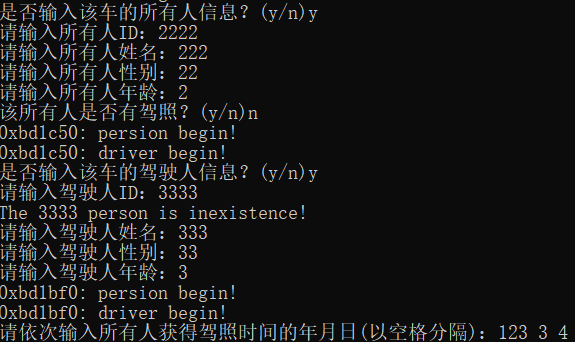 是否输入该车的所有人信息？(y/n)y
请输入所有人ID：2222
请输入所有人姓名：222
请输入所有人性别：22
请输入所有人年龄：2
该所有人是否有驾照？(y/n)n
0xbd1c50: persion begin!
0xbd1c50: driver begin!
是否输入该车的驾驶人信息？(y/n)y
请输入驾驶人ID：3333
The 3333 person is inexistence!
请输入驾驶人姓名：333
请输入驾驶人性别：33
请输入驾驶人年龄：3
0xbd1bf0: persion begin!
0xbd1bf0: driver begin!
请依次输入所有人获得驾照时间的年月日(以空格分隔)：123 3 4